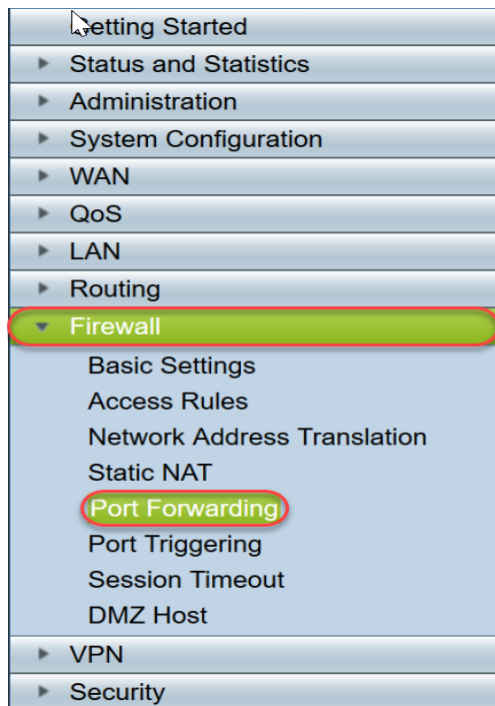 Getting Started
Status and Statistics
Administration
System Configuration
WAN
QoS
LAN
Routing
Firewall
Basic Settings
Access Rules
Network Address Translation
Static NAT
Port Forwarding
Port Triggering
Session Timeout
DMZ Host
VPN
Security